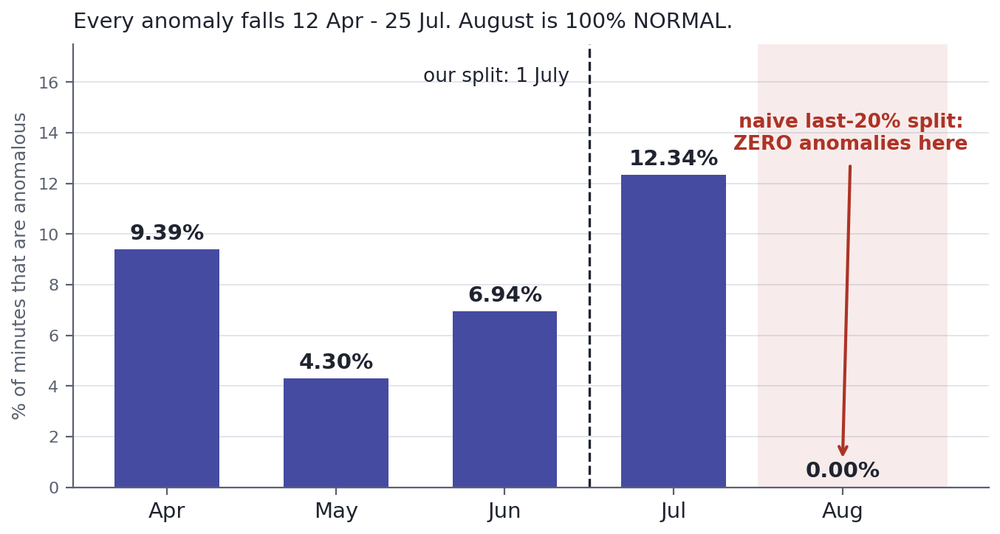 Every anomaly falls 12 Apr - 25 Jul. August is 100% NORMAL.
our split: 1 July
naive last-20% split:
ZERO anomalies here
% of minutes that are anomalous
16
14
12
10
8
6
4
2
0
9.39%
4.30%
6.94%
12.34%
0.00%
Apr
May
Jun
Jul
Aug